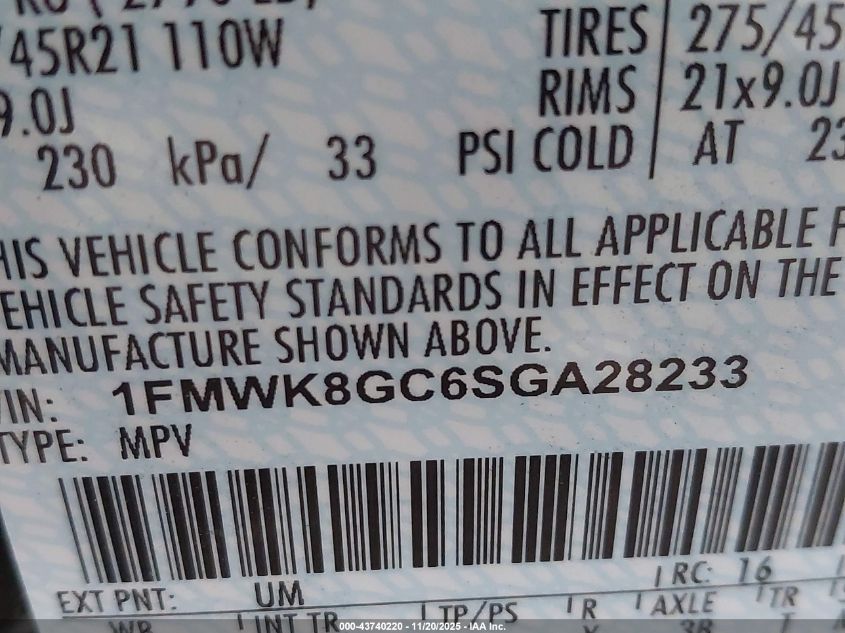 45R21 110W TIRES 275/45
9.0J RIMS 21x9.0J
230 kPa/ 33 PSI COLD AT 23
HIS VEHICLE CONFORMS TO ALL APPLICABLE F
EHICLE SAFETY STANDARDS IN EFFECT ON THE
MANUFACTURE SHOWN ABOVE.
VIN: 1FMWK8GC6SGA28233
TYPE: MPV
EXT PNT: UM RC: 16
WB INT TR TP/PS R AXLE TR
000-43740220 - 11/20/2025 - IAA Inc.